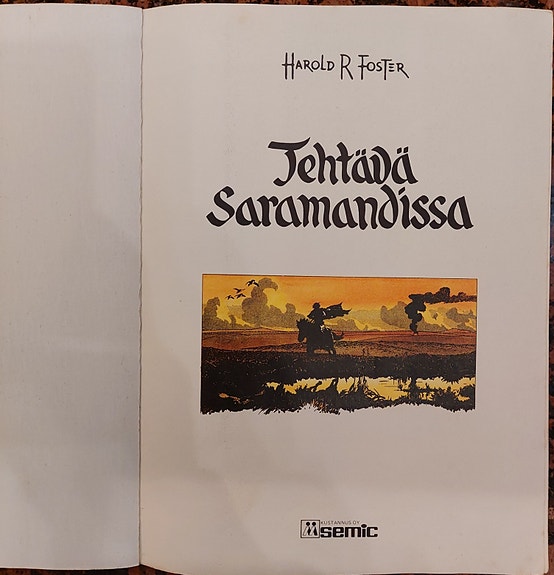 HAROLD R FOSTER
Tehtävä
Saramandissa
KUSTANNUS OY
semic